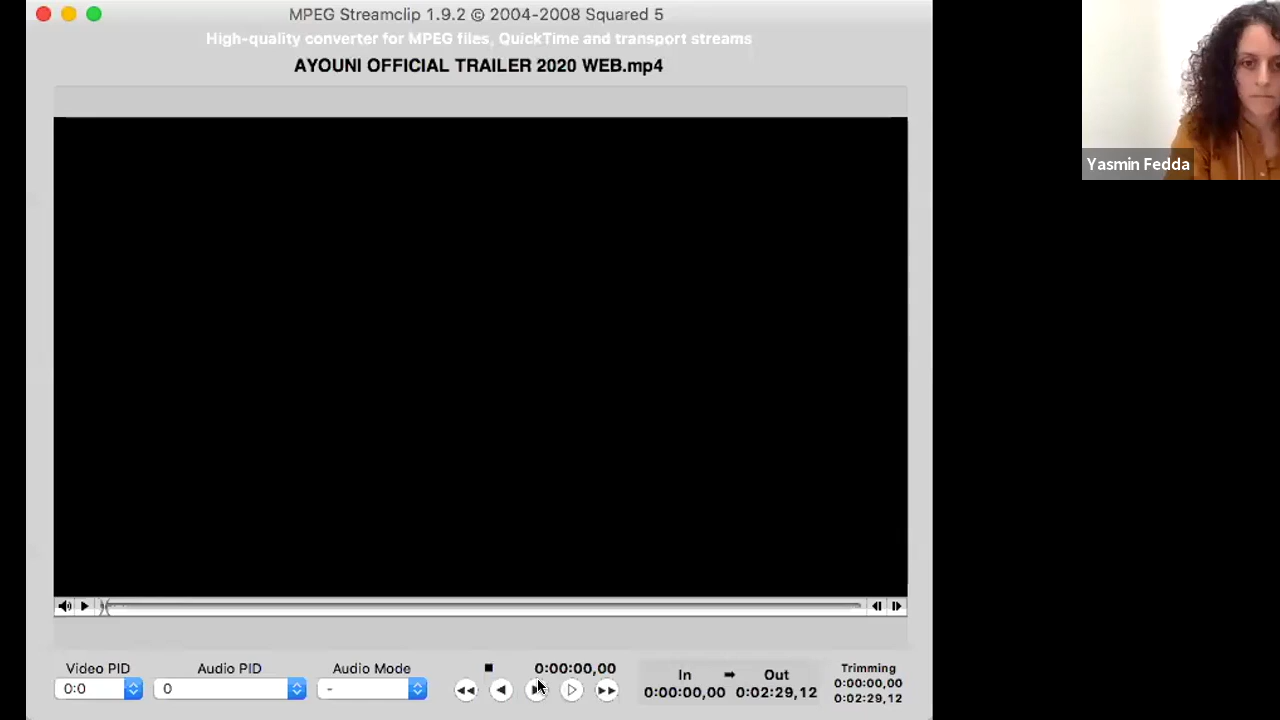 MPEG Streamclip 1.9.2 © 2004-2008 Squared 5
High-quality converter for MPEG files, QuickTime and transport streams
AYOUNI OFFICIAL TRAILER 2020 WEB.mp4
Yasmin Fedda
Video PID
Audio PID
Audio Mode
0:00:00,00
0:0
0
-
In ➡ Out
0:00:00,00 0:02:29,12
Trimming
0:00:00,00
0:02:29,12